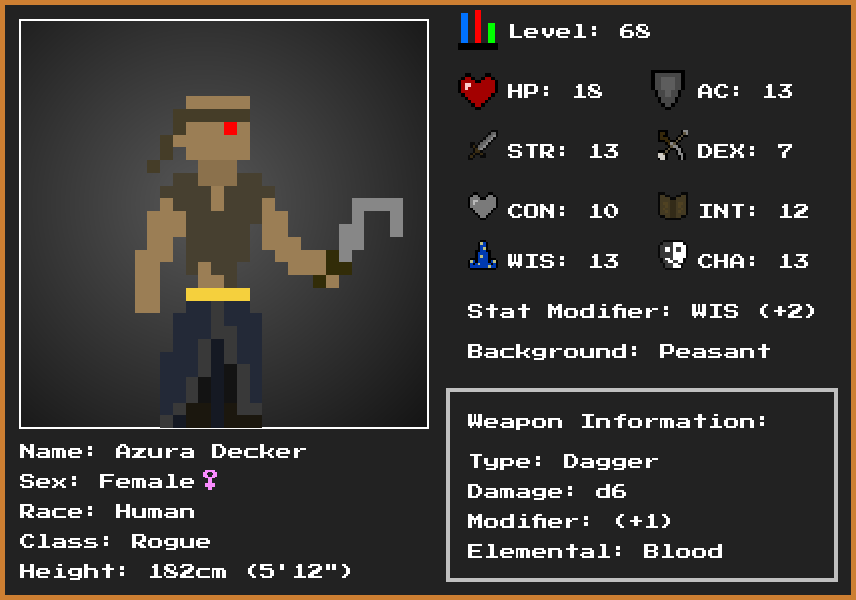 Level: 68
HP: 18
AC: 13
STR: 13
DEX: 7
CON: 10
INT: 12
WIS: 13
CHA: 13
Stat Modifier: WIS (+2)
Background: Peasant
Weapon Information:
Type: Dagger
Damage: d6
Modifier: (+1)
Elemental: Blood
Name: Azura Decker
Sex: Female ♀
Race: Human
Class: Rogue
Height: 182cm (5'12")